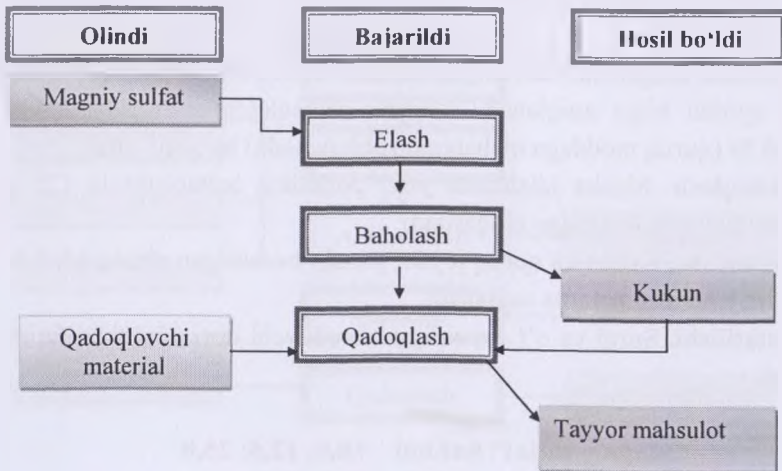 Olindi
Bajarildi
Hosil bo‘ldi
Magniy sulfat
Elash
Baholash
Kukun
Qadoqlovchi
material
Qadoqlash
Tayyor mahsulot